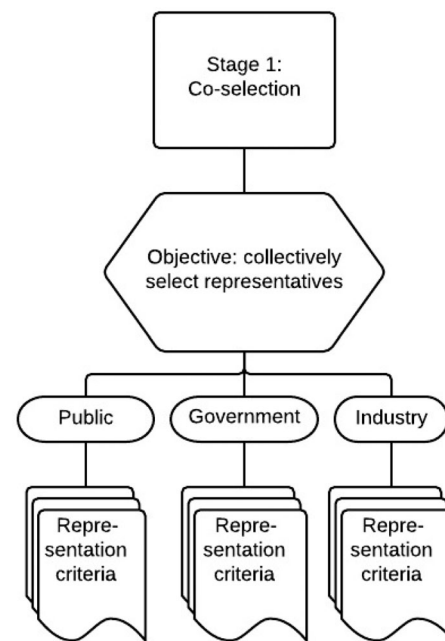 Stage 1:
Co-selection
Objective: collectively
select representatives
Public
Government
Industry
Repre-
sentation
criteria
Repre-
sentation
criteria
Repre-
sentation
criteria